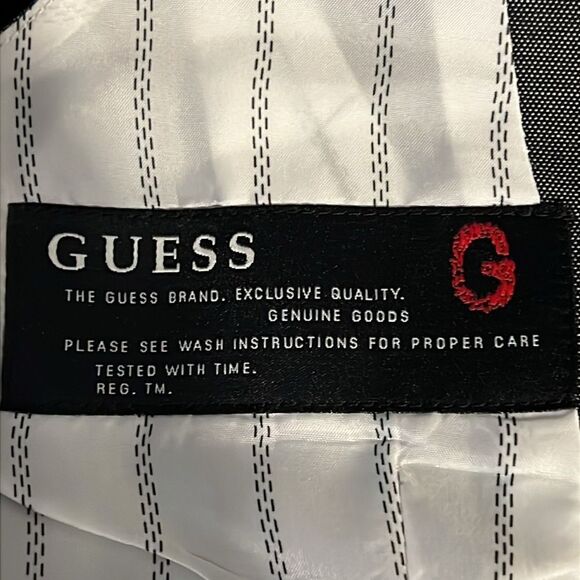 GUESS
G
THE GUESS BRAND. EXCLUSIVE QUALITY.
GENUINE GOODS
PLEASE SEE WASH INSTRUCTIONS FOR PROPER CARE
TESTED WITH TIME.
REG. TM.